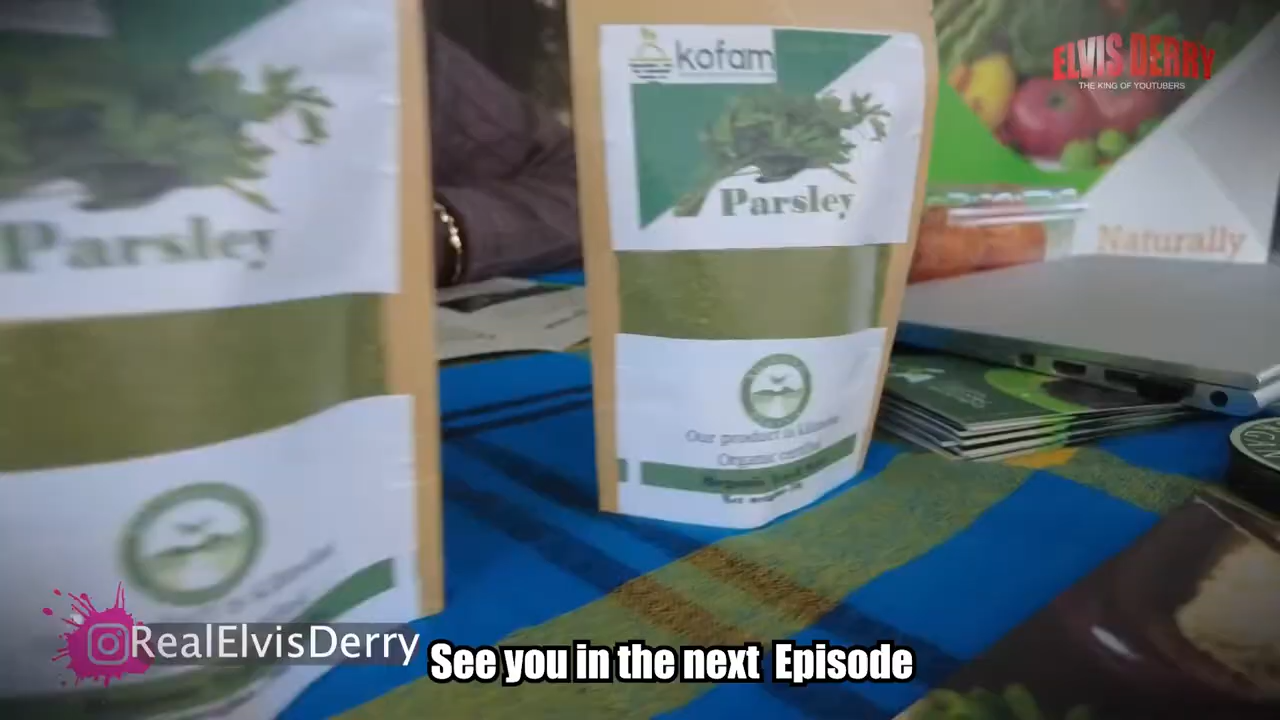 kofam
ELVIS DERRY
THE KING OF YOUTUBERS
Parsley
Parsley
Naturally
Our product is
Organic
RealElvisDerry
See you in the next Episode